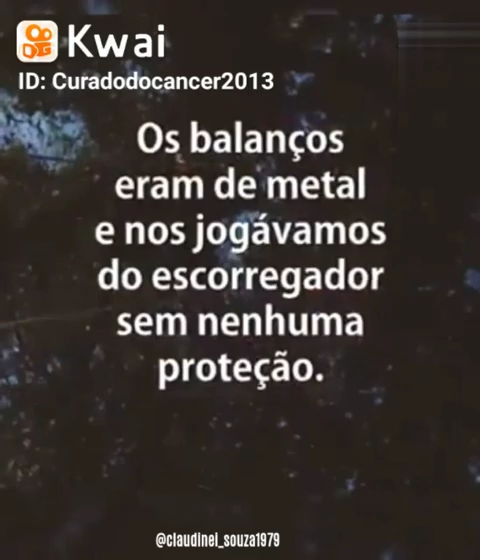 Kwai
ID: Curadodocancer2013
Os balanços
eram de metal
e nos jogávamos
do escorregador
sem nenhuma
proteção.
@claudinei_souza1979